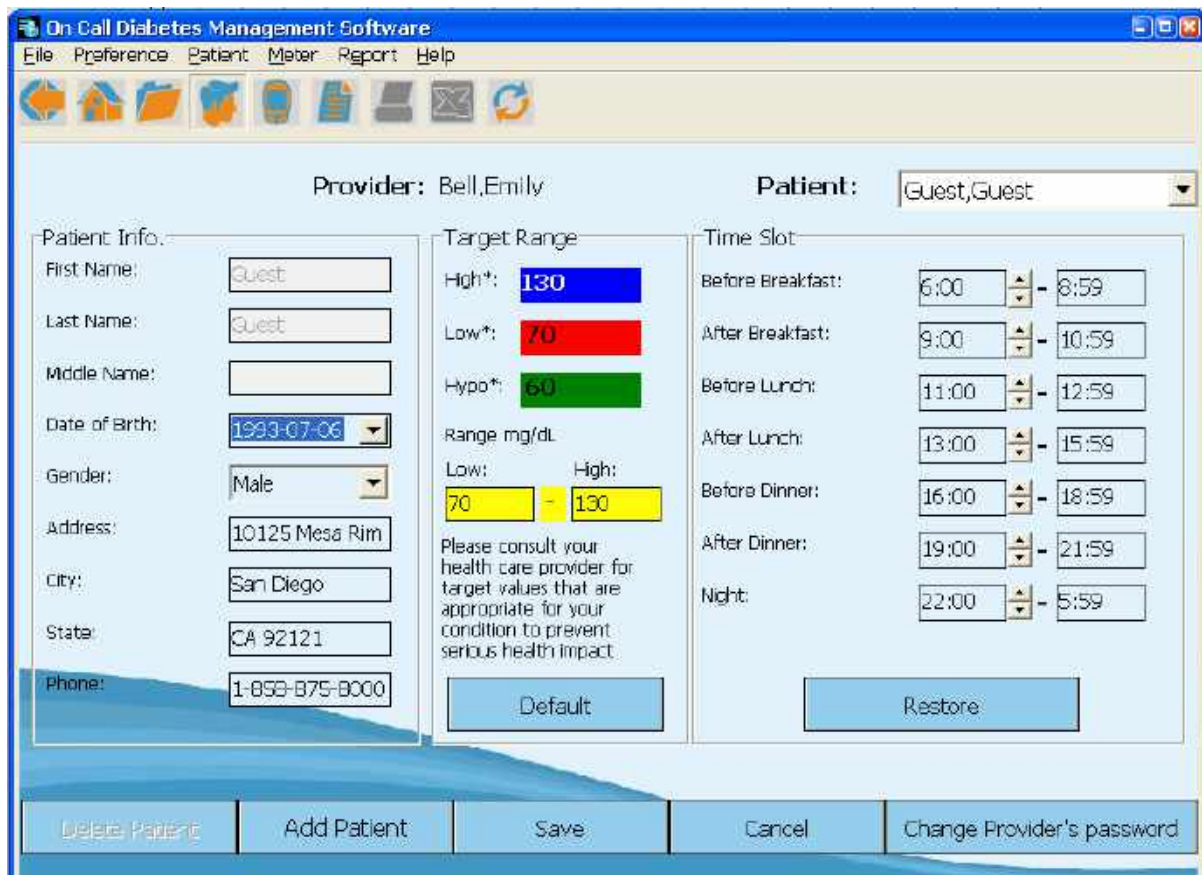 On Call Diabetes Management Software
File Preference Patient Meter Report Help
Provider: Bell,Emily Patient: Guest,Guest
Patient Info.
First Name: Guest
Last Name: Guest
Middle Name:
Date of Birth: 1993-07-06
Gender: Male
Address: 10125 Mesa Rim
City: San Diego
State: CA 92121
Phone: 1-858-875-8000
Target Range
High*: 130
Low*: 70
Hypo*: 60
Range mg/dL
Low: High:
70 - 130
Please consult your
health care provider for
target values that are
appropriate for your
condition to prevent
serious health impact
Default
Time Slot
Before Breakfast: 6:00 - 8:59
After Breakfast: 9:00 - 10:59
Before Lunch: 11:00 - 12:59
After Lunch: 13:00 - 15:59
Before Dinner: 16:00 - 18:59
After Dinner: 19:00 - 21:59
Night: 22:00 - 5:59
Restore
Delete Patient Add Patient Save Cancel Change Provider's password